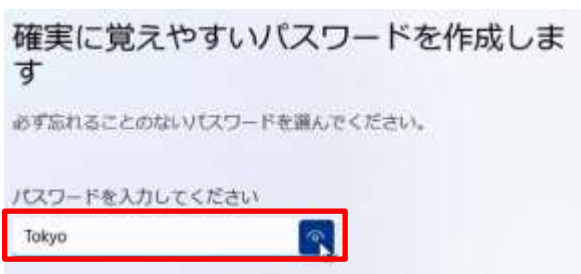 確実に覚えやすいパスワードを作成しま
す
必ず忘れることのないパスワードを選んでください。
パスワードを入力してください
Tokyo